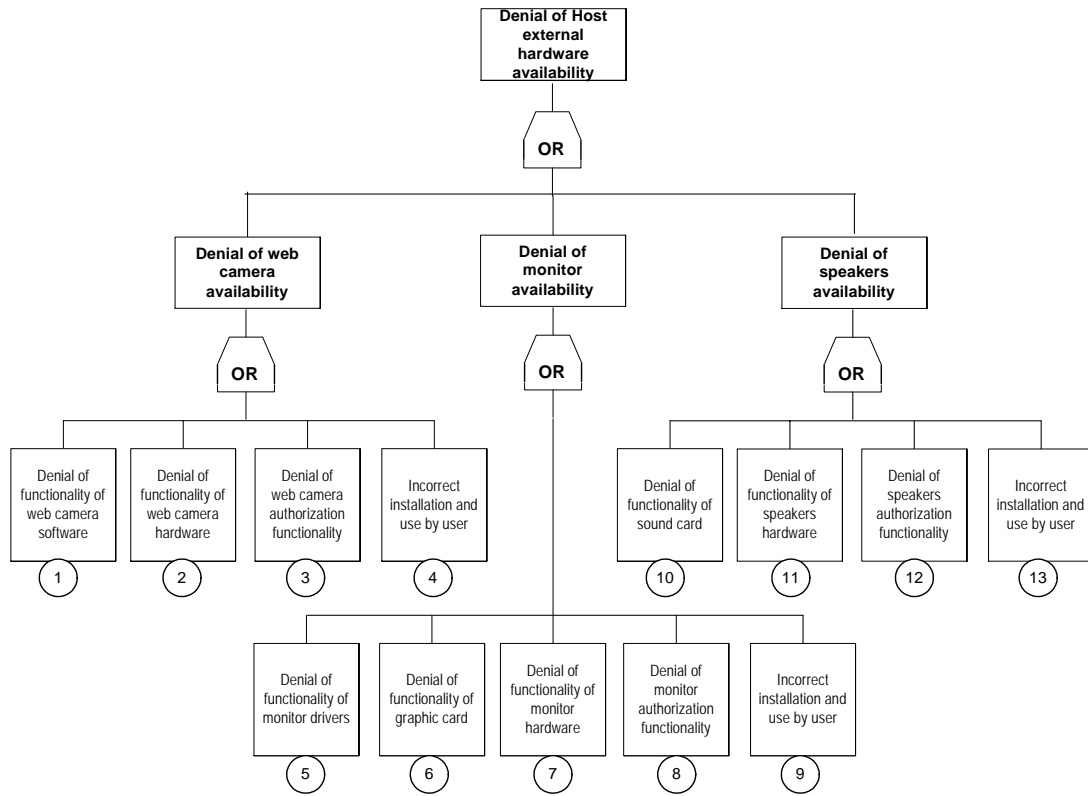 Denial of Host
external
hardware
availability
OR
Denial of web
camera
availability
Denial of
monitor
availability
Denial of
speakers
availability
OR
OR
OR
Denial of
functionality of
web camera
software
Denial of
functionality of
web camera
hardware
Denial of
web camera
authorization
functionality
Incorrect
installation and
use by user
Denial of
functionality of
sound card
Denial of
functionality of
speakers
hardware
Denial of
speakers
authorization
functionality
Incorrect
installation and
use by user
1
2
3
4
10
11
12
13
Denial of
functionality of
monitor drivers
Denial of
functionality of
graphic card
Denial of
functionality of
monitor
hardware
Denial of
monitor
authorization
functionality
Incorrect
installation and
use by user
5
6
7
8
9